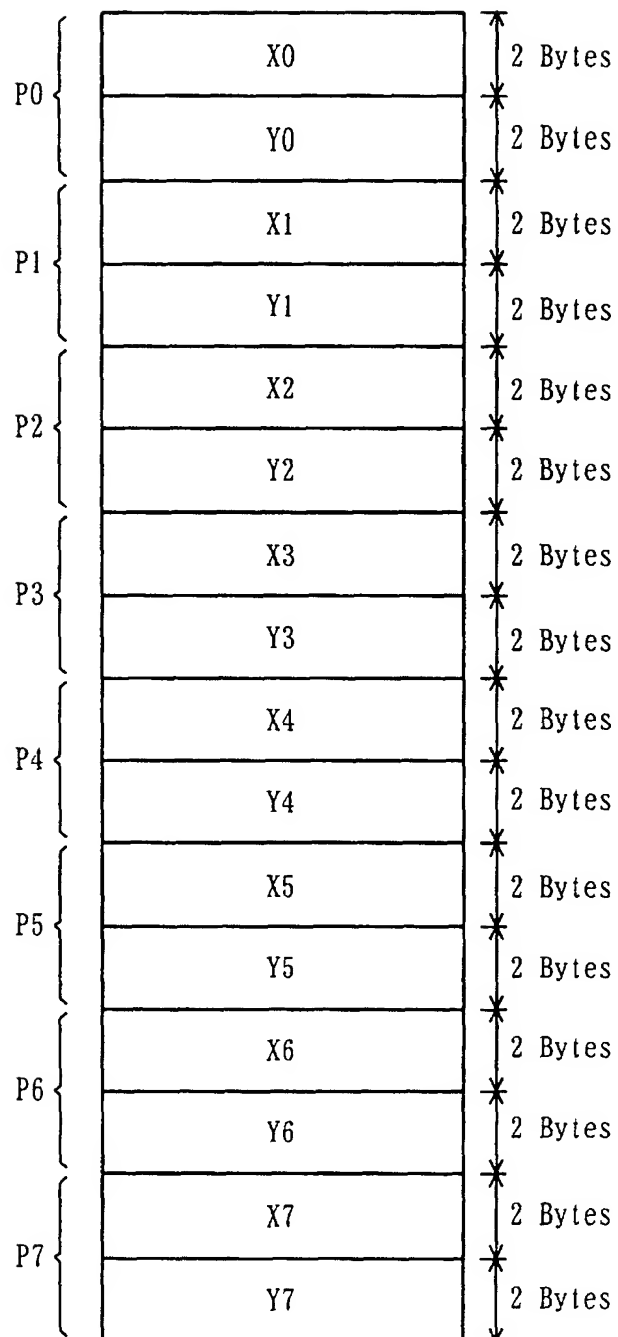 X0 2 Bytes
P0
Y0 2 Bytes
X1 2 Bytes
P1
Y1 2 Bytes
X2 2 Bytes
P2
Y2 2 Bytes
X3 2 Bytes
P3
Y3 2 Bytes
X4 2 Bytes
P4
Y4 2 Bytes
X5 2 Bytes
P5
Y5 2 Bytes
X6 2 Bytes
P6
Y6 2 Bytes
X7 2 Bytes
P7
Y7 2 Bytes